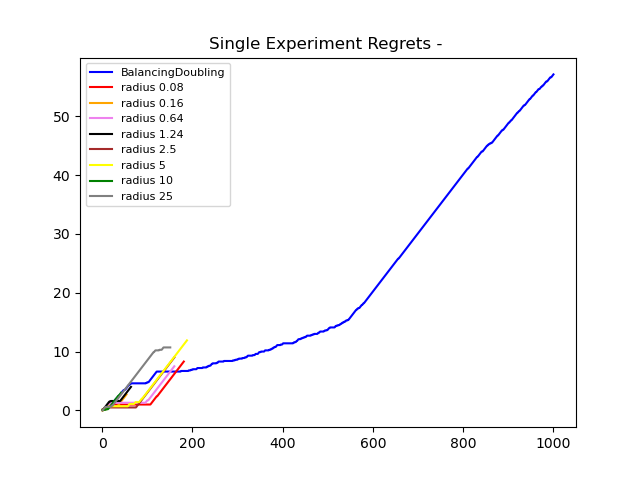 Single Experiment Regrets -
BalancingDoubling
radius 0.08
radius 0.16
radius 0.64
radius 1.24
radius 2.5
radius 5
radius 10
radius 25
50
40
30
20
10
0
0 200 400 600 800 1000